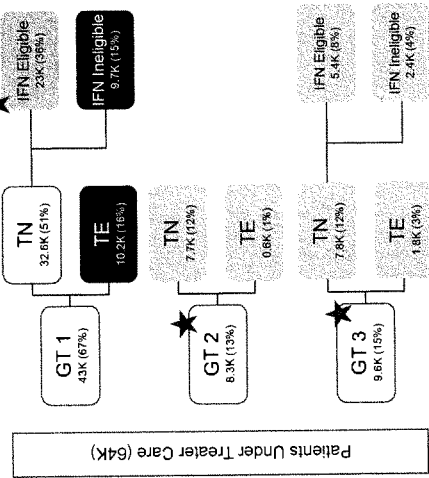 Patients Under Treater Care (64K)
GT 1
43K (67%)
TN
32.6K (51%)
IFN Eligible
23K (36%)
IFN Ineligible
9.7K (15%)
TE
10.2K (16%)
GT 2
8.3K (13%)
TN
7.7K (12%)
TE
0.6K (1%)
GT 3
9.6K (15%)
TN
7.8K (12%)
IFN Eligible
5.4K (8%)
IFN Ineligible
2.4K (4%)
TE
1.8K (3%)